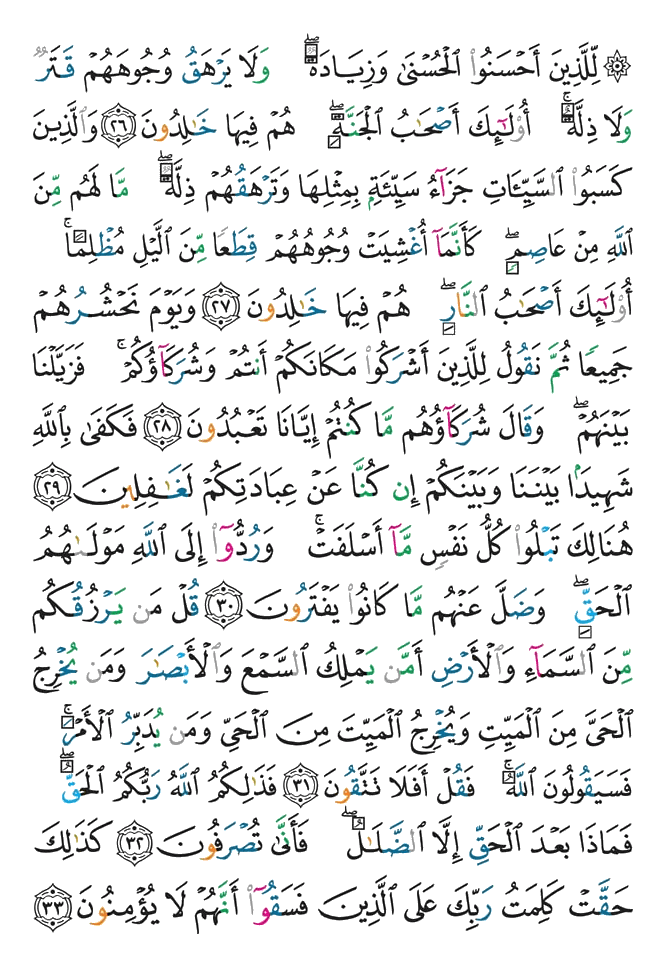 ۞ لِّلَّذِينَ أَحْسَنُوا۟ ٱلْحُسْنَىٰ وَزِيَادَةٌ ۖ وَلَا يَرْهَقُ وُجُوهَهُمْ قَتَرٌ
وَلَا ذِلَّةٌ ۚ أُو۟لَـٰٓئِكَ أَصْحَـٰبُ ٱلْجَنَّةِ ۖ هُمْ فِيهَا خَـٰلِدُونَ ٢٦ وَٱلَّذِينَ
كَسَبُوا۟ ٱلسَّيِّـَٔاتِ جَزَآءُ سَيِّئَةٍۭ بِمِثْلِهَا وَتَرْهَقُهُمْ ذِلَّةٌ ۖ مَّا لَهُم مِّنَ
ٱللَّهِ مِنْ عَاصِمٍ ۖ كَأَنَّمَآ أُغْشِيَتْ وُجُوهُهُمْ قِطَعًا مِّنَ ٱلَّيْلِ مُظْلِمًا ۚ
أُو۟لَـٰٓئِكَ أَصْحَـٰبُ ٱلنَّارِ ۖ هُمْ فِيهَا خَـٰلِدُونَ ٢٧ وَيَوْمَ نَحْشُرُهُمْ
جَمِيعًا ثُمَّ نَقُولُ لِلَّذِينَ أَشْرَكُوا۟ مَكَانَكُمْ أَنتُمْ وَشُرَكَآؤُكُمْ ۚ فَزَيَّلْنَا
بَيْنَهُمْ ۖ وَقَالَ شُرَكَآؤُهُم مَّا كُنتُمْ إِيَّانَا تَعْبُدُونَ ٢٨ فَكَفَىٰ بِٱللَّهِ
شَهِيدًۢا بَيْنَنَا وَبَيْنَكُمْ إِن كُنَّا عَنْ عِبَادَتِكُمْ لَغَـٰفِلِينَ ٢٩
هُنَالِكَ تَبْلُوا۟ كُلُّ نَفْسٍ مَّآ أَسْلَفَتْ ۚ وَرُدُّوٓا۟ إِلَى ٱللَّهِ مَوْلَىٰهُمُ
ٱلْحَقِّ ۖ وَضَلَّ عَنْهُم مَّا كَانُوا۟ يَفْتَرُونَ ٣٠ قُلْ مَن يَرْزُقُكُم
مِّنَ ٱلسَّمَآءِ وَٱلْأَرْضِ أَمَّن يَمْلِكُ ٱلسَّمْعَ وَٱلْأَبْصَـٰرَ وَمَن يُخْرِجُ
ٱلْحَىَّ مِنَ ٱلْمَيِّتِ وَيُخْرِجُ ٱلْمَيِّتَ مِنَ ٱلْحَىِّ وَمَن يُدَبِّرُ ٱلْأَمْرَ ۚ
فَسَيَقُولُونَ ٱللَّهُ ۚ فَقُلْ أَفَلَا تَتَّقُونَ ٣١ فَذَٰلِكُمُ ٱللَّهُ رَبُّكُمُ ٱلْحَقُّ ۖ
فَمَاذَا بَعْدَ ٱلْحَقِّ إِلَّا ٱلضَّلَـٰلُ ۖ فَأَنَّىٰ تُصْرَفُونَ ٣٢ كَذَٰلِكَ
حَقَّتْ كَلِمَتُ رَبِّكَ عَلَى ٱلَّذِينَ فَسَقُوٓا۟ أَنَّهُمْ لَا يُؤْمِنُونَ ٣٣